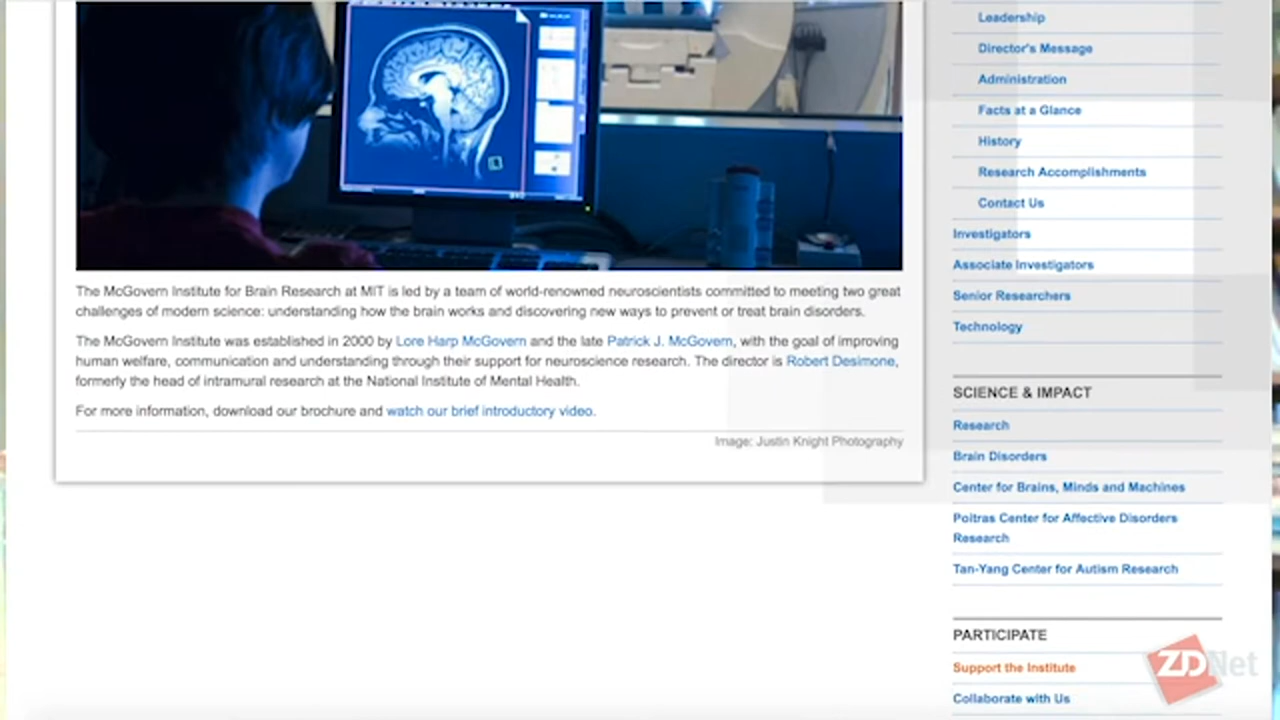 The McGovern Institute for Brain Research at MIT is led by a team of world-renowned neuroscientists committed to meeting two great
challenges of modern science: understanding how the brain works and discovering new ways to prevent or treat brain disorders.
The McGovern Institute was established in 2000 by Lore Harp McGovern and the late Patrick J. McGovern, with the goal of improving
human welfare, communication and understanding through their support for neuroscience research. The director is Robert Desimone,
formerly the head of intramural research at the National Institute of Mental Health.
For more information, download our brochure and watch our brief introductory video.
Image: Justin Knight Photography
Leadership
Director's Message
Administration
Facts at a Glance
History
Research Accomplishments
Contact Us
Investigators
Associate Investigators
Senior Researchers
Technology
SCIENCE & IMPACT
Research
Brain Disorders
Center for Brains, Minds and Machines
Poitras Center for Affective Disorders
Research
Tan-Yang Center for Autism Research
PARTICIPATE
Support the Institute
Collaborate with Us
ZDNet